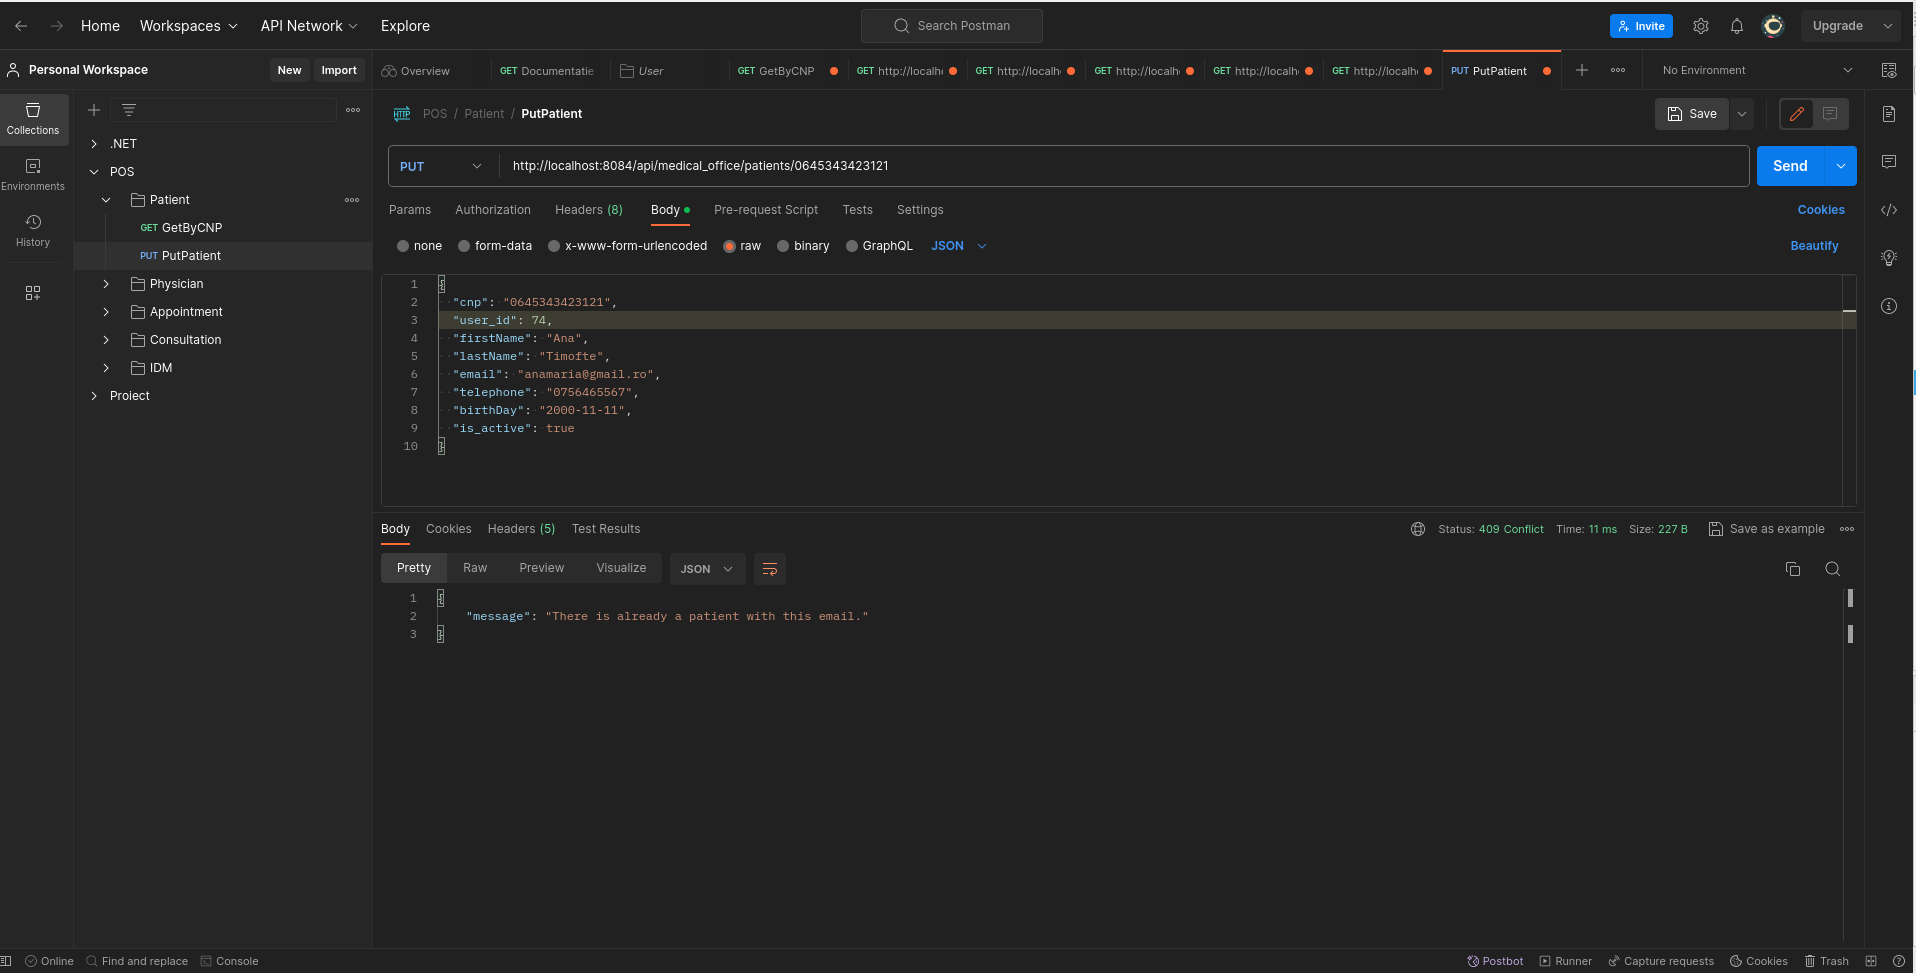 Home Workspaces API Network Explore Search Postman Invite Upgrade
Personal Workspace New Import Overview GET Documentatic User GET GetByCNP GET http://localh GET http://localh GET http://localh GET http://localh GET http://localh PUT PutPatient No Environment
Collections
Environments
History
.NET
POS
Patient
GET GetByCNP
PUT PutPatient
Physician
Appointment
Consultation
IDM
Proiect
HTTP POS / Patient / PutPatient Save
PUT http://localhost:8084/api/medical_office/patients/0645343423121 Send
Params Authorization Headers (8) Body Pre-request Script Tests Settings Cookies
none form-data x-www-form-urlencoded raw binary GraphQL JSON Beautify
1 {
2 "cnp": "0645343423121",
3 "user_id": 74,
4 "firstName": "Ana",
5 "lastName": "Timofte",
6 "email": "anamaria@gmail.ro",
7 "telephone": "0756465567",
8 "birthDay": "2000-11-11",
9 "is_active": true
10 }
Body Cookies Headers (5) Test Results Status: 409 Conflict Time: 11 ms Size: 227 B Save as example
Pretty Raw Preview Visualize JSON
1 {
2 "message": "There is already a patient with this email."
3 }
Online Find and replace Console Postbot Runner Capture requests Cookies Trash